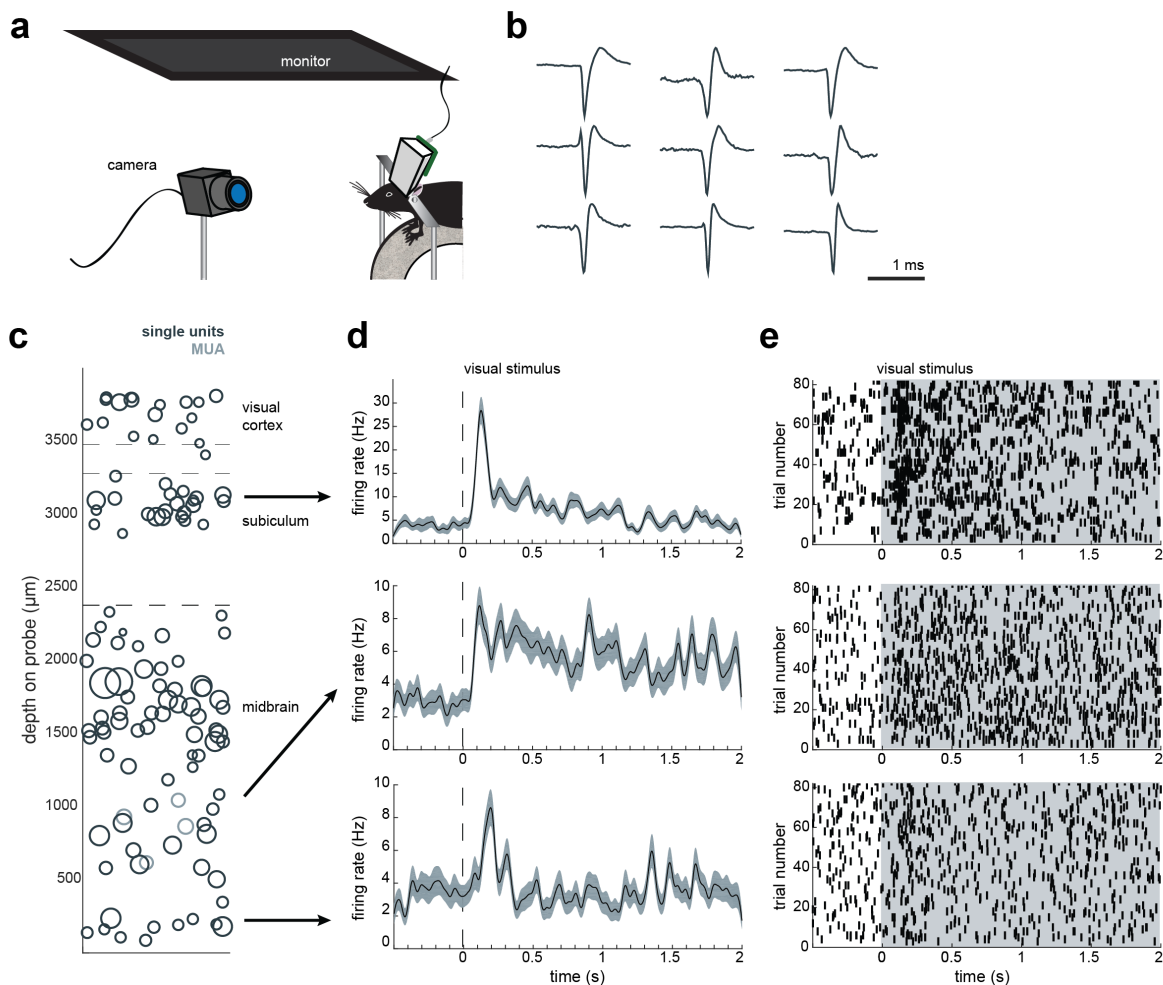 a
monitor
camera
b
1 ms
c
single units
MUA
visual
cortex
subiculum
midbrain
depth on probe (µm)
3500
3000
2500
2000
1500
1000
500
d
visual stimulus
firing rate (Hz)
30
25
20
15
10
5
0
0 0.5 1 1.5 2
firing rate (Hz)
10
8
6
4
2
0
0 0.5 1 1.5 2
firing rate (Hz)
10
8
6
4
2
0
0 0.5 1 1.5 2
time (s)
e
visual stimulus
trial number
80
60
40
20
0
0 0.5 1 1.5 2
trial number
80
60
40
20
0
0 0.5 1 1.5 2
trial number
80
60
40
20
0
0 0.5 1 1.5 2
time (s)